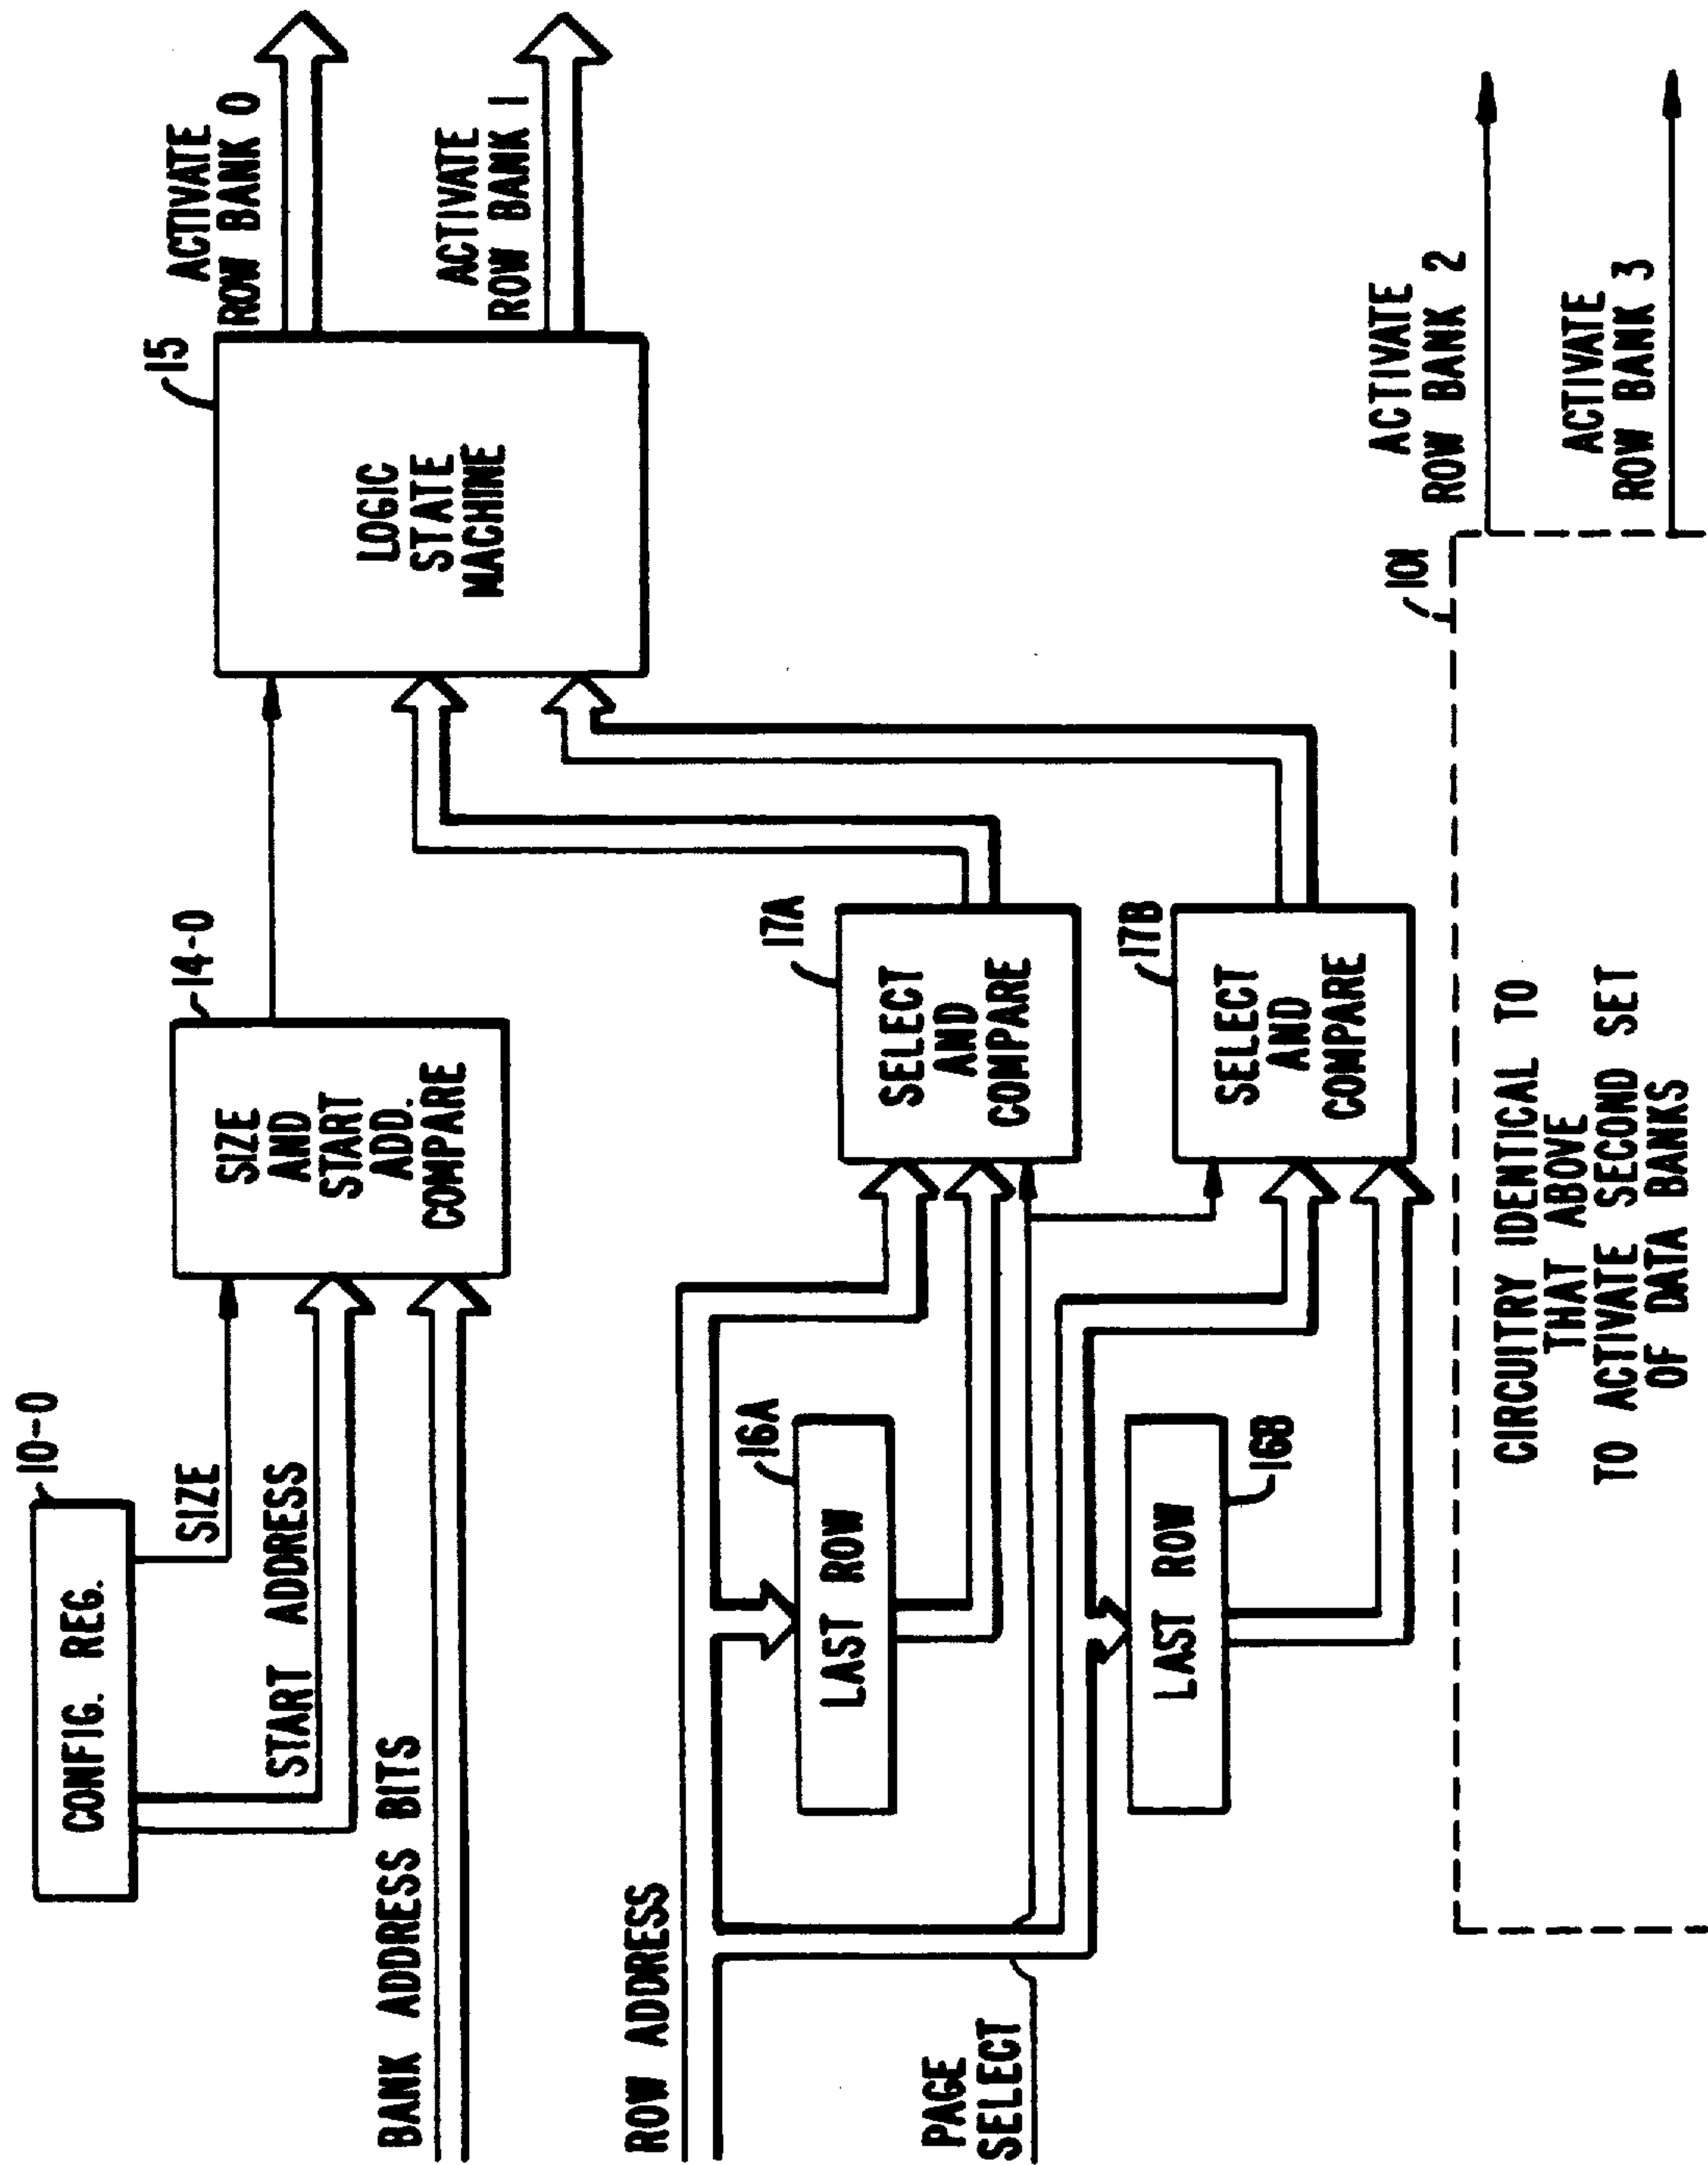 10-0
CONFIG. REG.
SIZE
START ADDRESS
BANK ADDRESS BITS
14-0
SIZE
AND
START
ADD.
COMPARE
15
LOGIC
STATE
MACHINE
ACTIVATE
ROW BANK 0
ACTIVATE
ROW BANK 1
ROW ADDRESS
16A
LAST ROW
17A
SELECT
AND
COMPARE
PAGE
SELECT
LAST ROW
16B
17B
SELECT
AND
COMPARE
101
CIRCUITRY IDENTICAL TO
THAT ABOVE
TO ACTIVATE SECOND SET
OF DATA BANKS
ACTIVATE
ROW BANK 2
ACTIVATE
ROW BANK 3